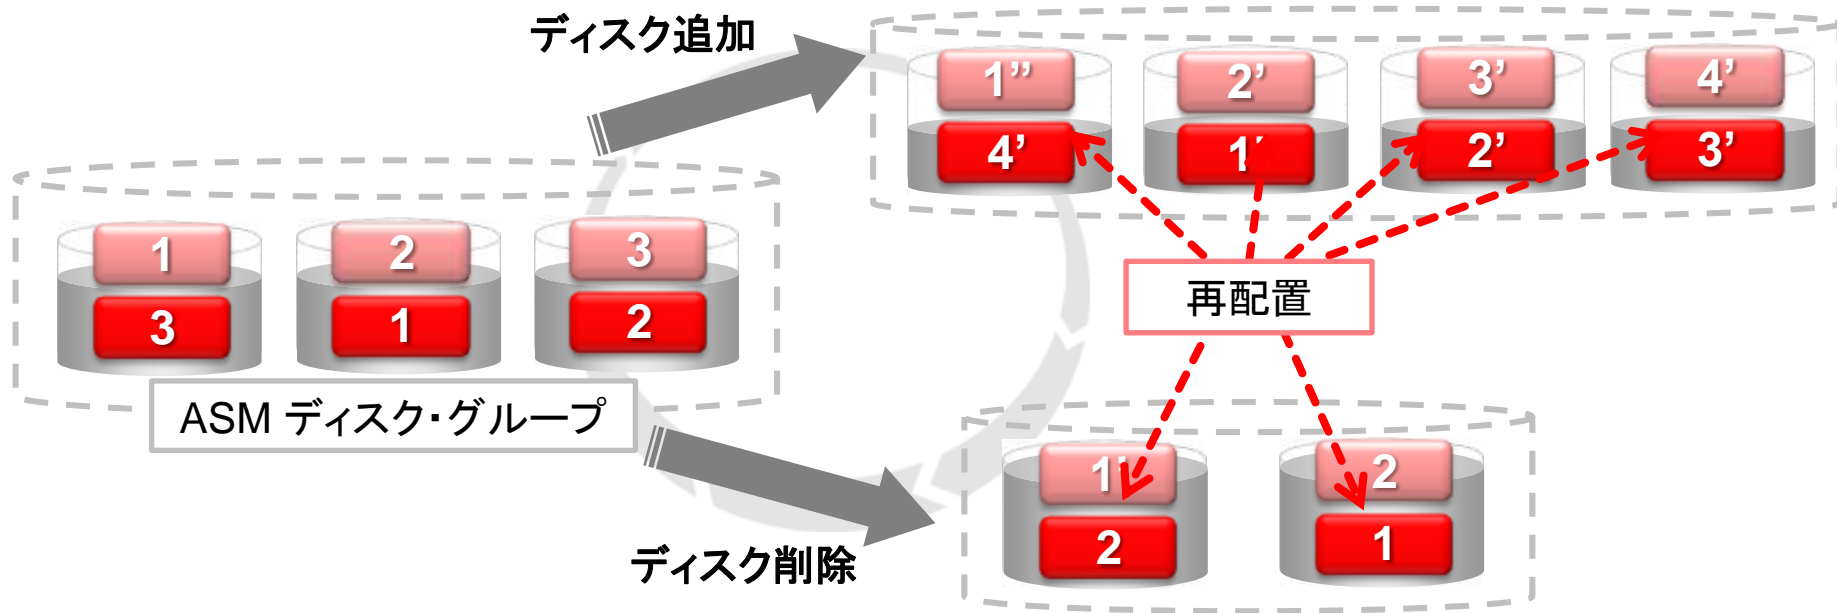 ディスク追加
1” 2’ 3’ 4’
4’ 1’ 2’ 3’
1 2 3
3 1 2
再配置
ASM ディスク・グループ
1’ 2
2 1
ディスク削除